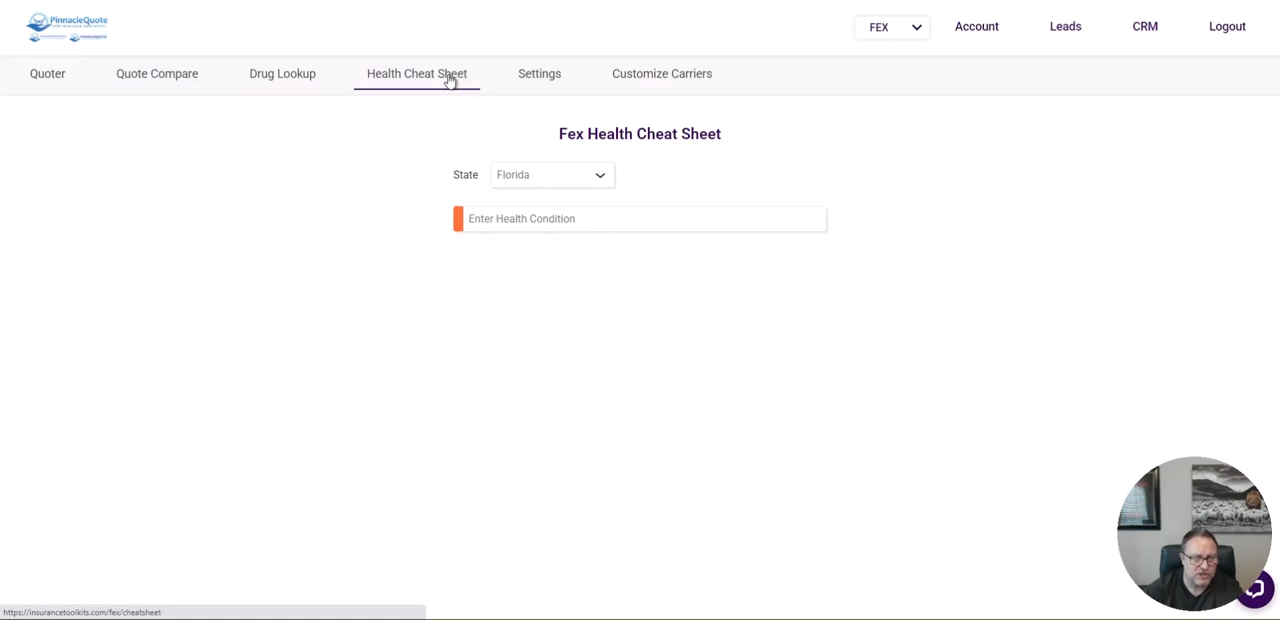 PinnacleQuote
FEX
Account
Leads
CRM
Logout
Quoter
Quote Compare
Drug Lookup
Health Cheat Sheet
Settings
Customize Carriers
Fex Health Cheat Sheet
State
Florida
Enter Health Condition
https://insurancetoolkits.com/fex/cheatsheet